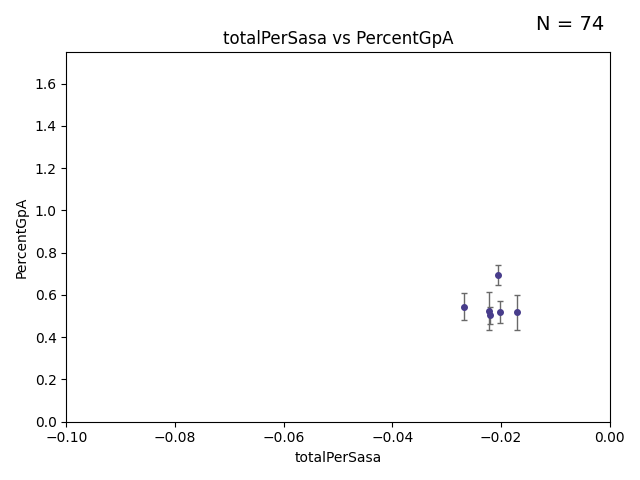 N = 74
totalPerSasa vs PercentGpA
PercentGpA
1.6
1.4
1.2
1.0
0.8
0.6
0.4
0.2
0.0
−0.10 −0.08 −0.06 −0.04 −0.02 0.00
totalPerSasa